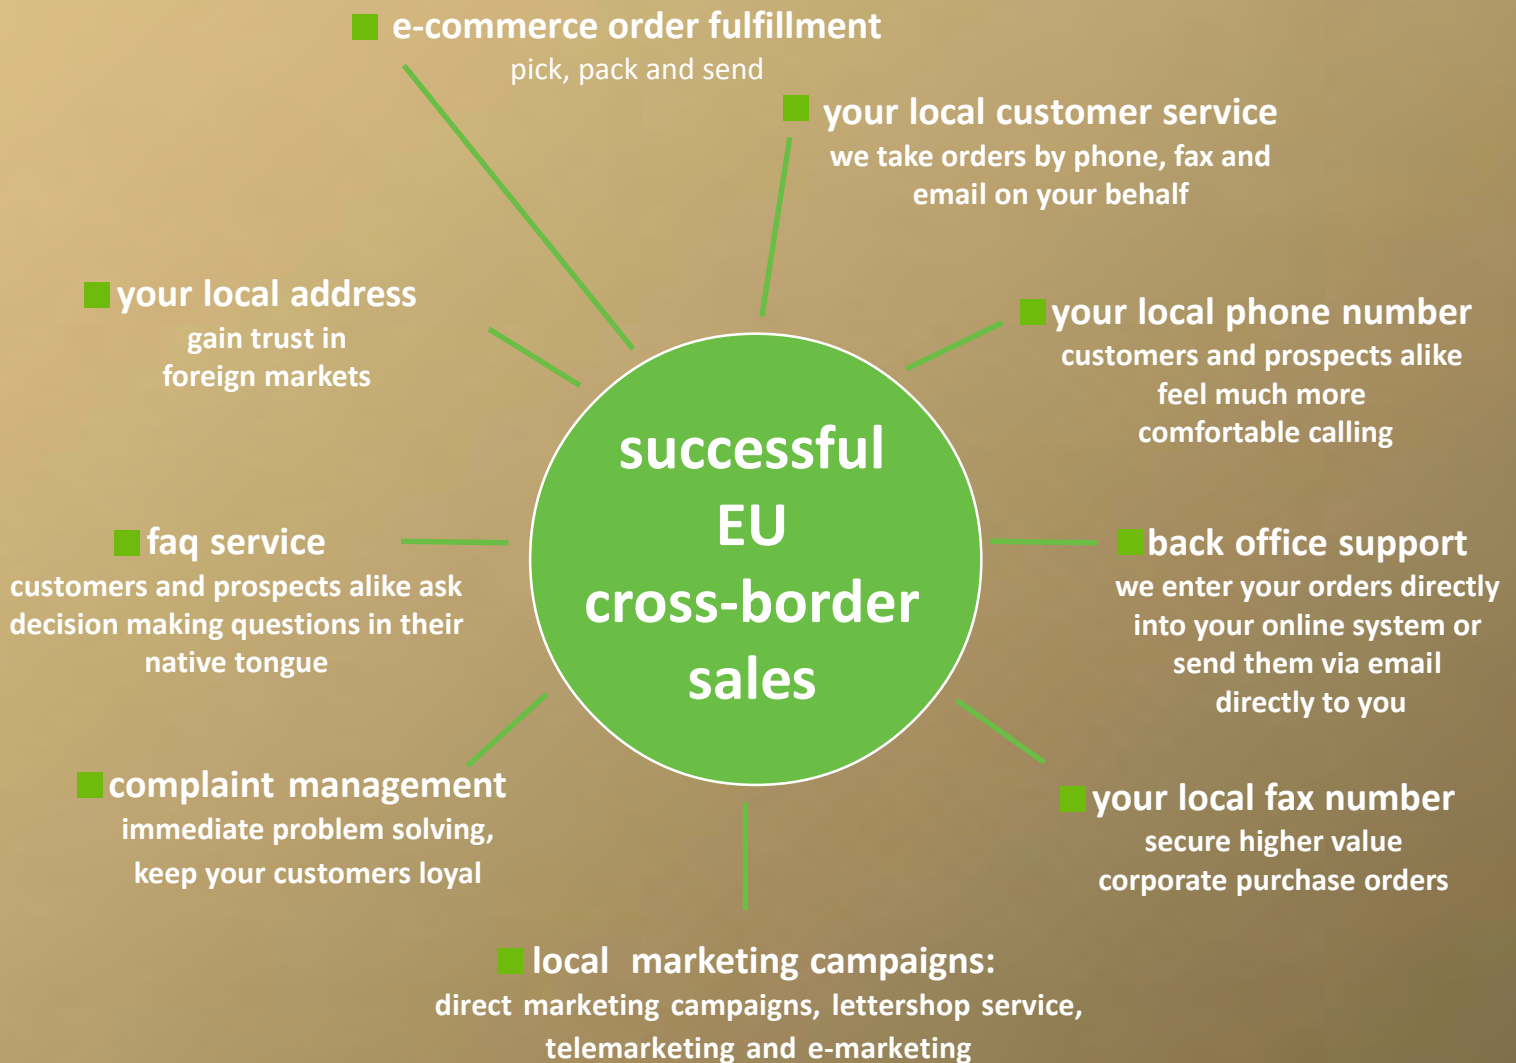 e-commerce order fulfillment
pick, pack and send
your local customer service
we take orders by phone, fax and
email on your behalf
your local address
gain trust in
foreign markets
your local phone number
customers and prospects alike
feel much more
comfortable calling
successful
EU
cross-border
sales
faq service
customers and prospects alike ask
decision making questions in their
native tongue
back office support
we enter your orders directly
into your online system or
send them via email
directly to you
complaint management
immediate problem solving,
keep your customers loyal
your local fax number
secure higher value
corporate purchase orders
local marketing campaigns:
direct marketing campaigns, lettershop service,
telemarketing and e-marketing